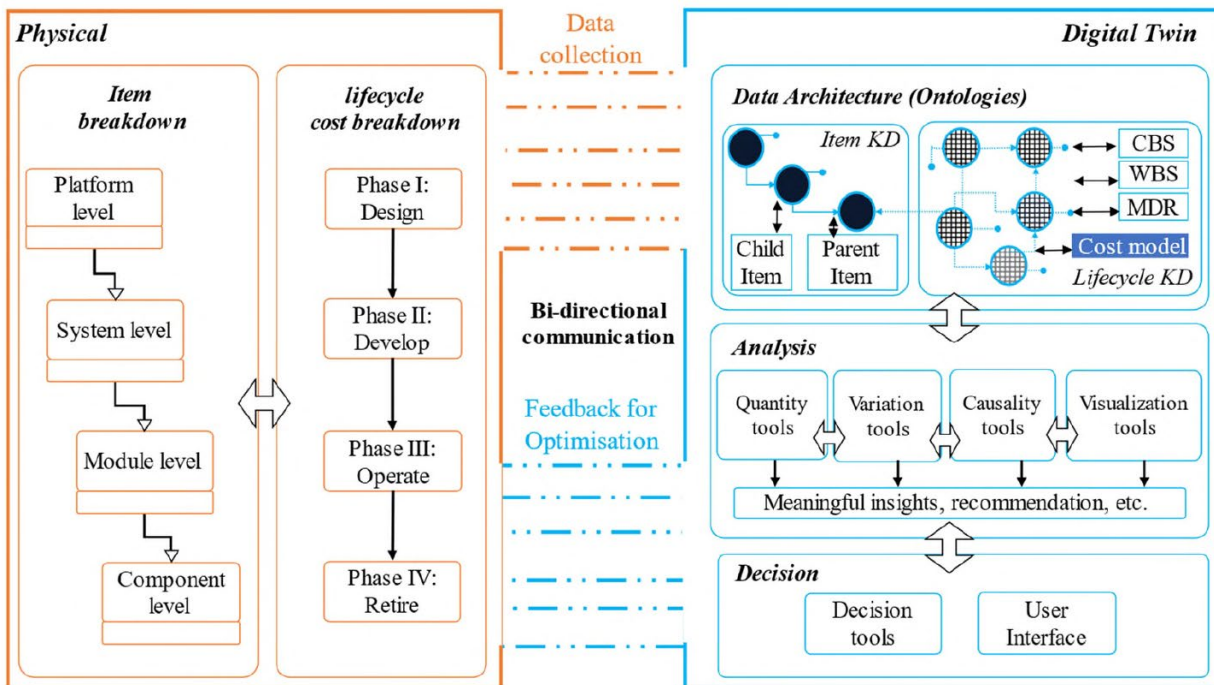 Physical
Item
breakdown
Platform
level
System level
Module level
Component
level
lifecycle
cost breakdown
Phase I:
Design
Phase II:
Develop
Phase III:
Operate
Phase IV:
Retire
Data
collection
Bi-directional
communication
Feedback for
Optimisation
Digital Twin
Data Architecture (Ontologies)
Item KD
Child
Item
Parent
Item
CBS
WBS
MDR
Cost model
Lifecycle KD
Analysis
Quantity
tools
Variation
tools
Causality
tools
Visualization
tools
Meaningful insights, recommendation, etc.
Decision
Decision
tools
User
Interface